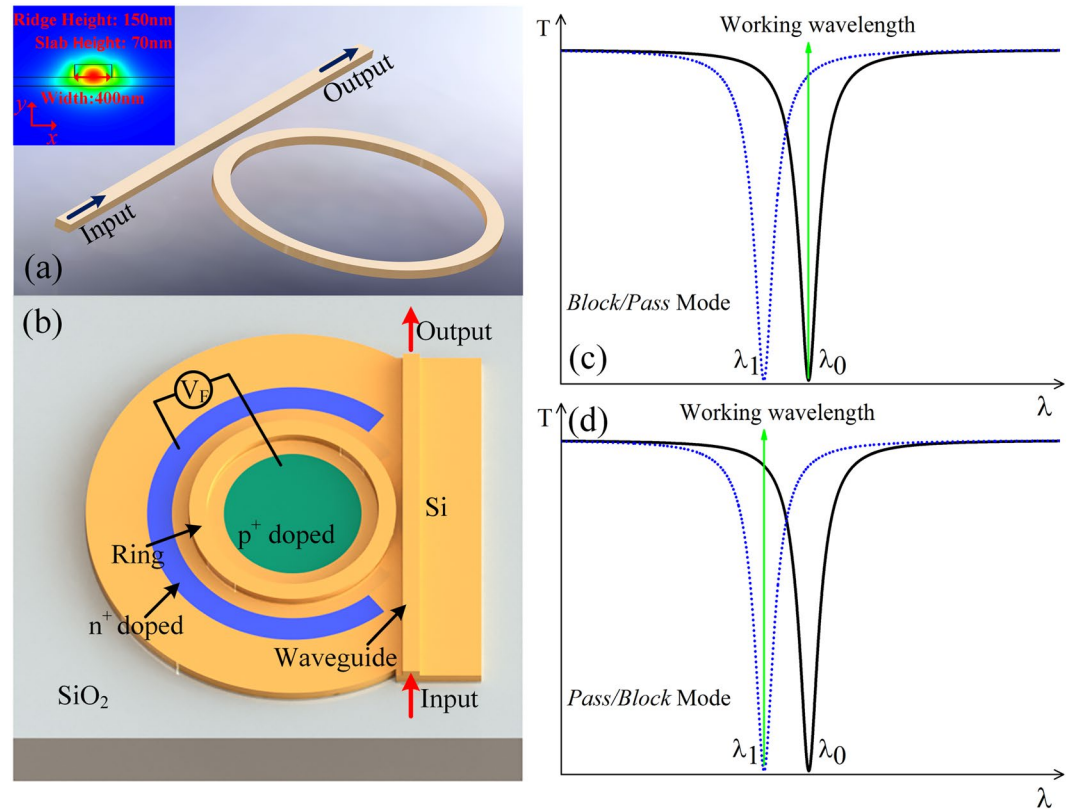 Ridge Height: 150nm
Slab Height: 70nm
Width:400nm
y
x
Input
Output
(a)
(b)
Output
V_F
Si
p⁺ doped
Ring
n⁺ doped
Waveguide
SiO₂
Input
T
Working wavelength
Block/Pass Mode
(c)
λ₁
λ₀
λ
T
Working wavelength
(d)
Pass/Block Mode
λ₁
λ₀
λ